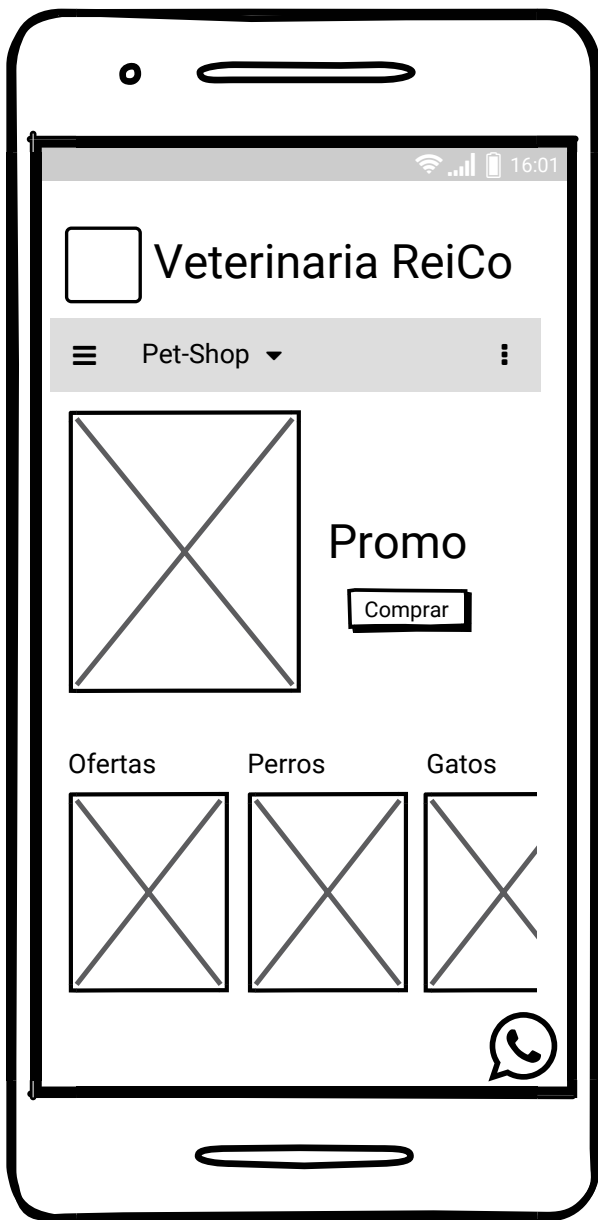 16:01
Veterinaria ReiCo
Pet-Shop
Promo
Comprar
Ofertas Perros Gatos